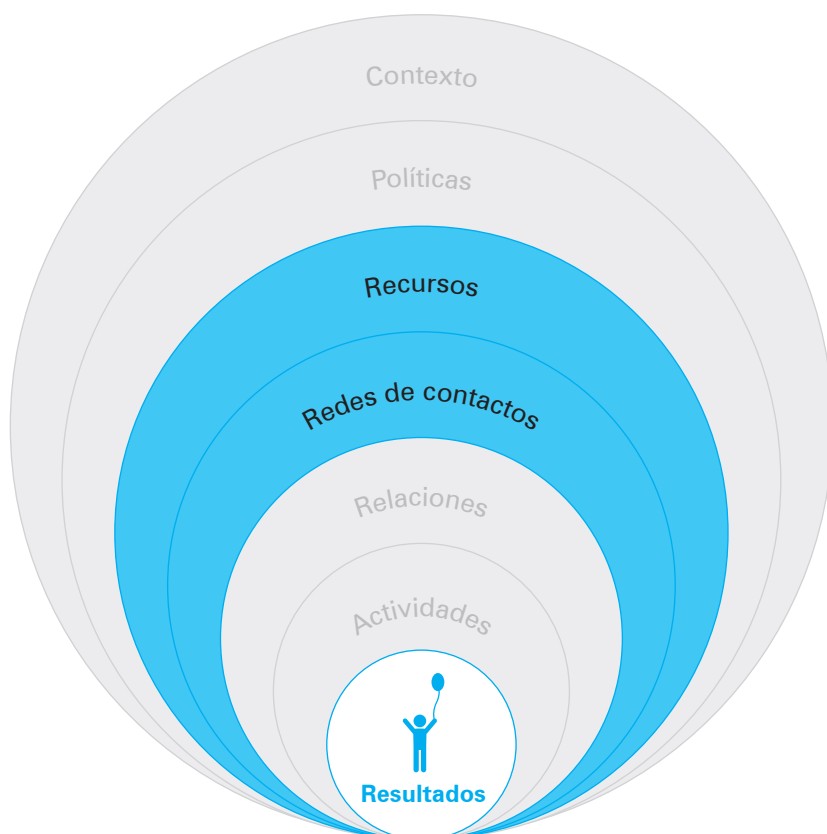 Contexto
Políticas
Recursos
Redes de contactos
Relaciones
Actividades
Resultados